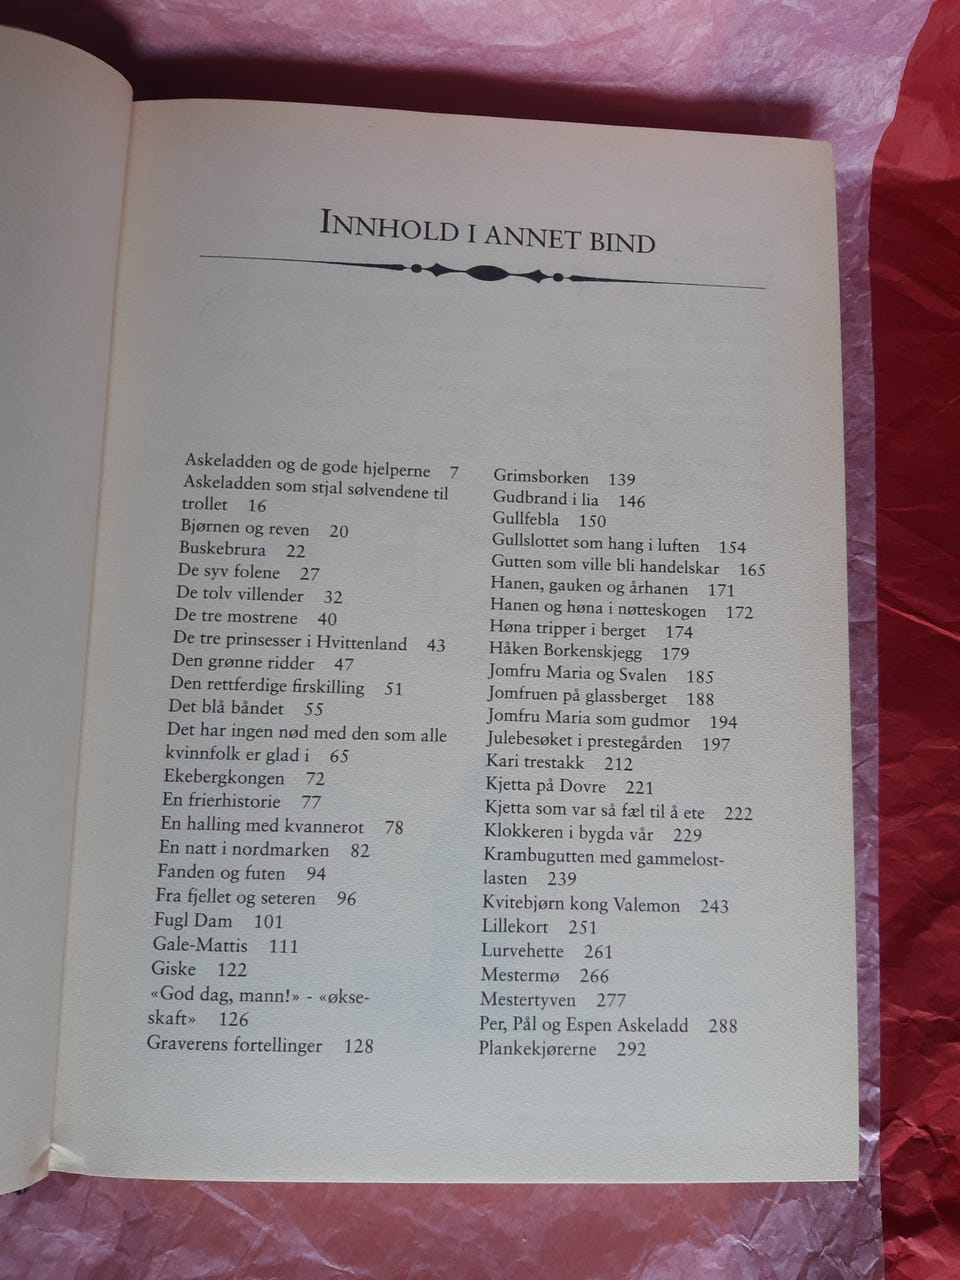 INNHOLD I ANNET BIND
Askeladden og de gode hjelperne 7
Askeladden som stjal sølvendene til
trollet 16
Bjørnen og reven 20
Buskebrura 22
De syv folene 27
De tolv villender 32
De tre mostrene 40
De tre prinsesser i Hvittenland 43
Den grønne ridder 47
Den rettferdige firskilling 51
Det blå båndet 55
Det har ingen nød med den som alle
kvinnfolk er glad i 65
Ekebergkongen 72
En frierhistorie 77
En halling med kvannerot 78
En natt i nordmarken 82
Fanden og futen 94
Fra fjellet og seteren 96
Fugl Dam 101
Gale-Mattis 111
Giske 122
«God dag, mann!» - «økse-
skaft» 126
Graverens fortellinger 128
Grimsborken 139
Gudbrand i lia 146
Gullfebla 150
Gullslottet som hang i luften 154
Gutten som ville bli handelskar 165
Hanen, gauken og århanen 171
Hanen og høna i nøtteskogen 172
Høna tripper i berget 174
Håken Borkenskjegg 179
Jomfru Maria og Svalen 185
Jomfruen på glassberget 188
Jomfru Maria som gudmor 194
Julebesøket i prestegården 197
Kari trestakk 212
Kjetta på Dovre 221
Kjetta som var så fæl til å ete 222
Klokkeren i bygda vår 229
Krambugutten med gammelost-
lasten 239
Kvitebjørn kong Valemon 243
Lillekort 251
Lurvehette 261
Mestermø 266
Mestertyven 277
Per, Pål og Espen Askeladd 288
Plankekjørerne 292